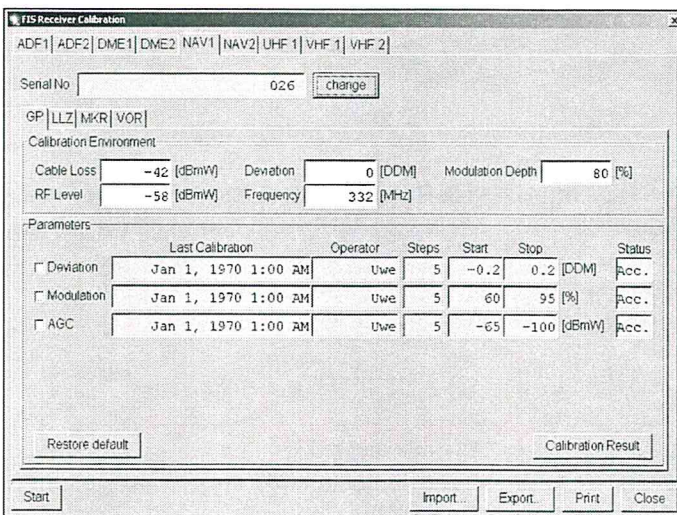 FIS Receiver Calibration x
ADF1 ADF2 DME1 DME2 NAV1 NAV2 UHF 1 VHF 1 VHF 2
Serial No 026 change
GP LLZ MKR VOR
Calibration Environment
Cable Loss -42 [dBmW] Deviation 0 [DDM] Modulation Depth 80 [%]
RF Level -58 [dBmW] Frequency 332 [MHz]
Parameters
Last Calibration Operator Steps Start Stop Status
Deviation Jan 1, 1970 1:00 AM Uwe 5 -0.2 0.2 [DDM] Acc.
Modulation Jan 1, 1970 1:00 AM Uwe 5 60 95 [%] Acc.
AGC Jan 1, 1970 1:00 AM Uwe 5 -65 -100 [dBmW] Acc.
Restore default Calibration Result
Start Import... Export... Print Close